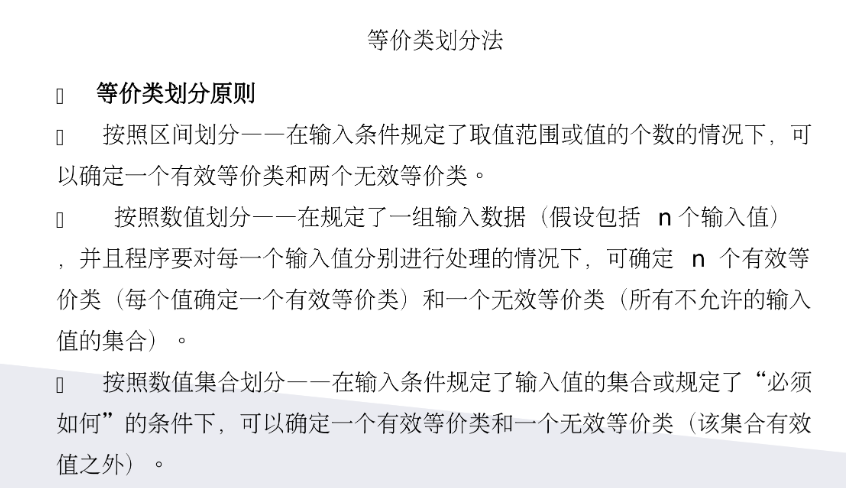 等价类划分法
等价类划分原则
按照区间划分——在输入条件规定了取值范围或值的个数的情况下，可
以确定一个有效等价类和两个无效等价类。
按照数值划分——在规定了一组输入数据（假设包括 n 个输入值）
，并且程序要对每一个输入值分别进行处理的情况下，可确定 n 个有效等
价类（每个值确定一个有效等价类）和一个无效等价类（所有不允许的输入
值的集合）。
按照数值集合划分——在输入条件规定了输入值的集合或规定了“必须
如何”的条件下，可以确定一个有效等价类和一个无效等价类（该集合有效
值之外）。